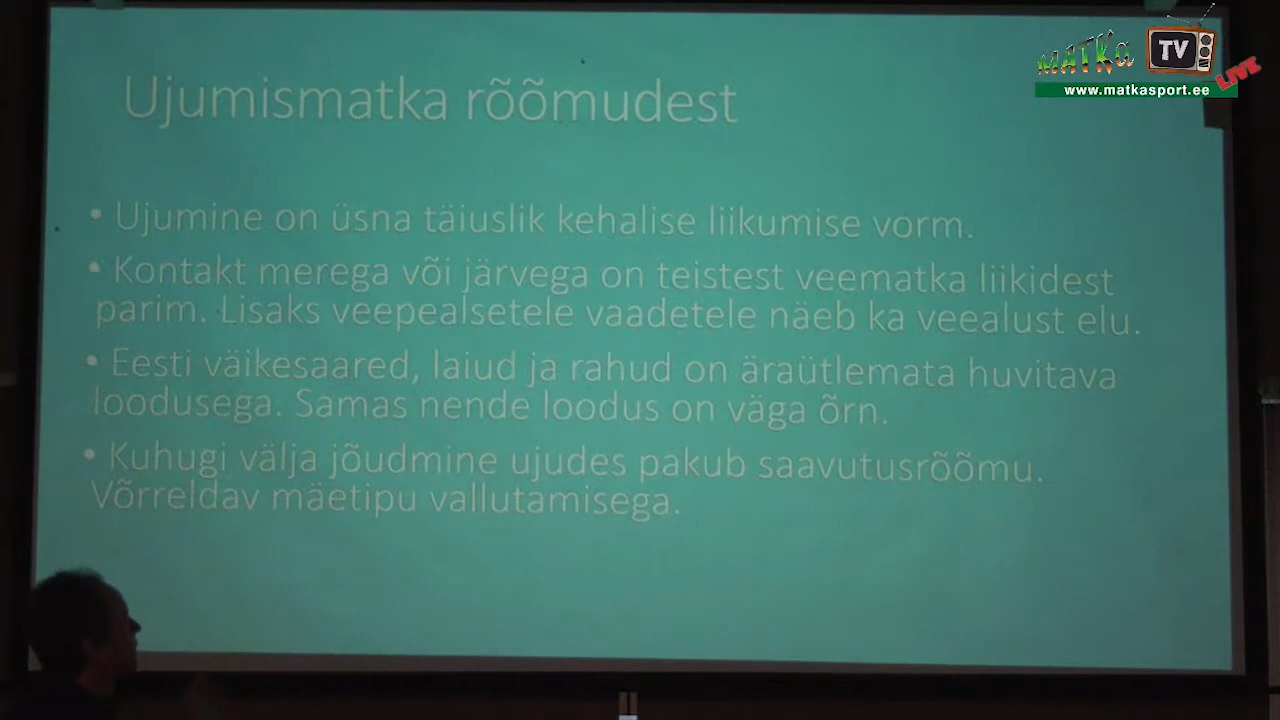 MATKa
TV
LIVE
www.matkasport.ee
Ujumismatka rõõmudest
• Ujumine on üsna täiuslik kehalise liikumise vorm.
• Kontakt merega või järvega on teistest veematka liikidest
parim. Lisaks veepealsetele vaadetele näeb ka veealust elu.
• Eesti väikesaared, laiud ja rahud on äraütlemata huvitava
loodusega. Samas nende loodus on väga õrn.
• Kuhugi välja jõudmine ujudes pakub saavutusrõõmu.
Võrreldav mäetipu vallutamisega.